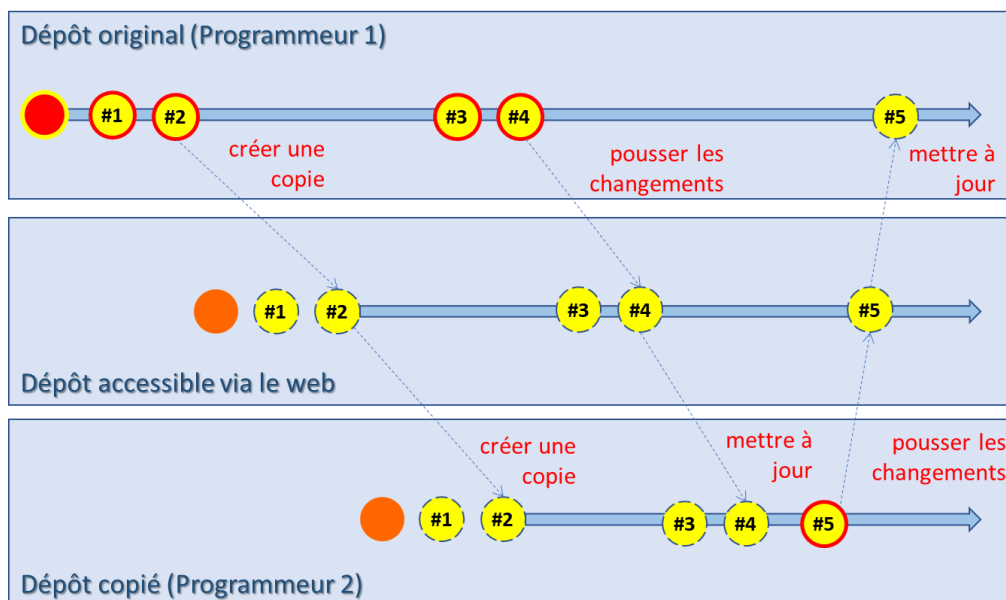 Dépôt original (Programmeur 1)
#1
#2
#3
#4
#5
créer une
copie
pousser les
changements
mettre à
jour
#1
#2
#3
#4
#5
Dépôt accessible via le web
créer une
copie
mettre à
jour
pousser les
changements
#1
#2
#3
#4
#5
Dépôt copié (Programmeur 2)